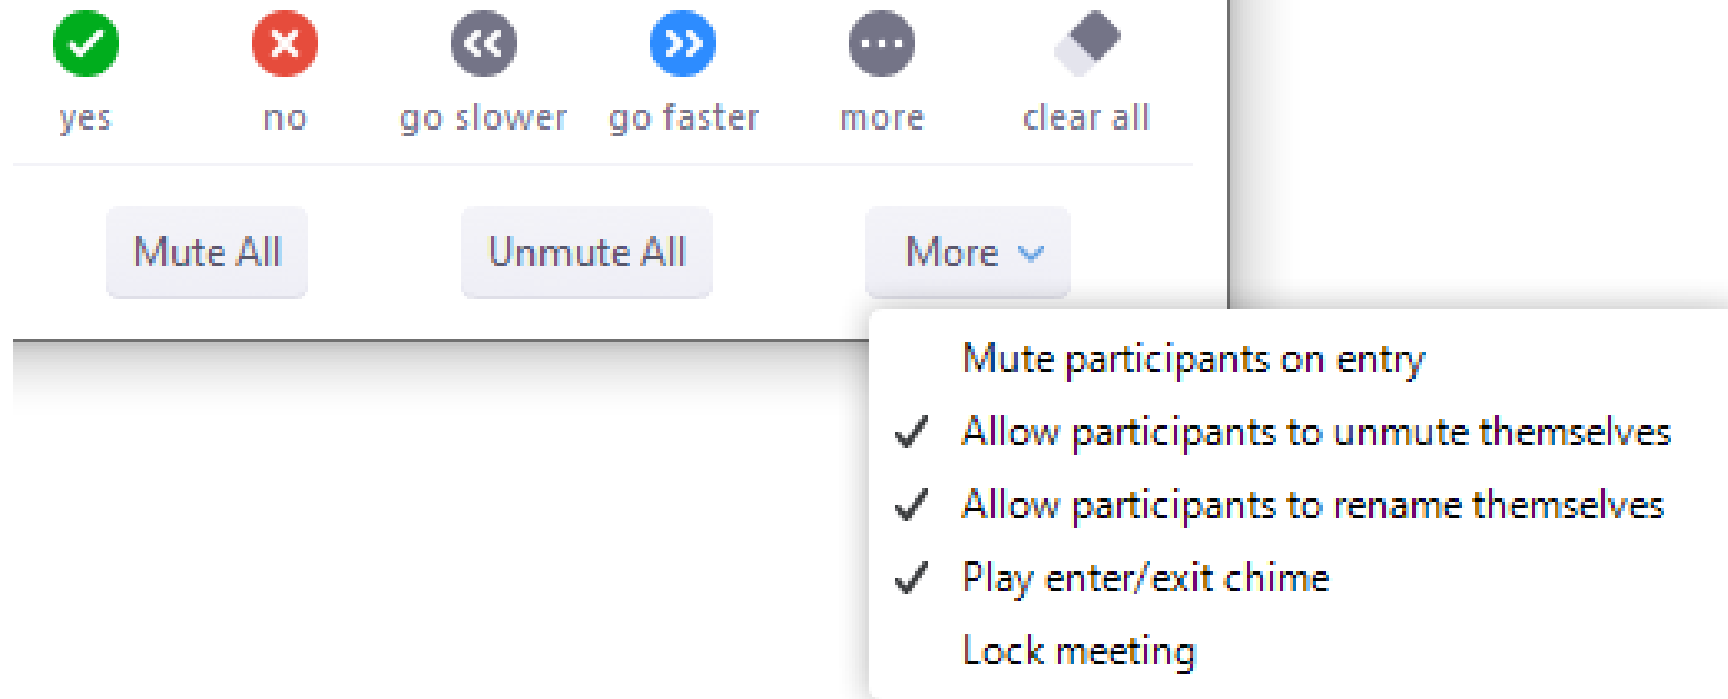 yes no go slower go faster more clear all
Mute All Unmute All More
Mute participants on entry
Allow participants to unmute themselves
Allow participants to rename themselves
Play enter/exit chime
Lock meeting